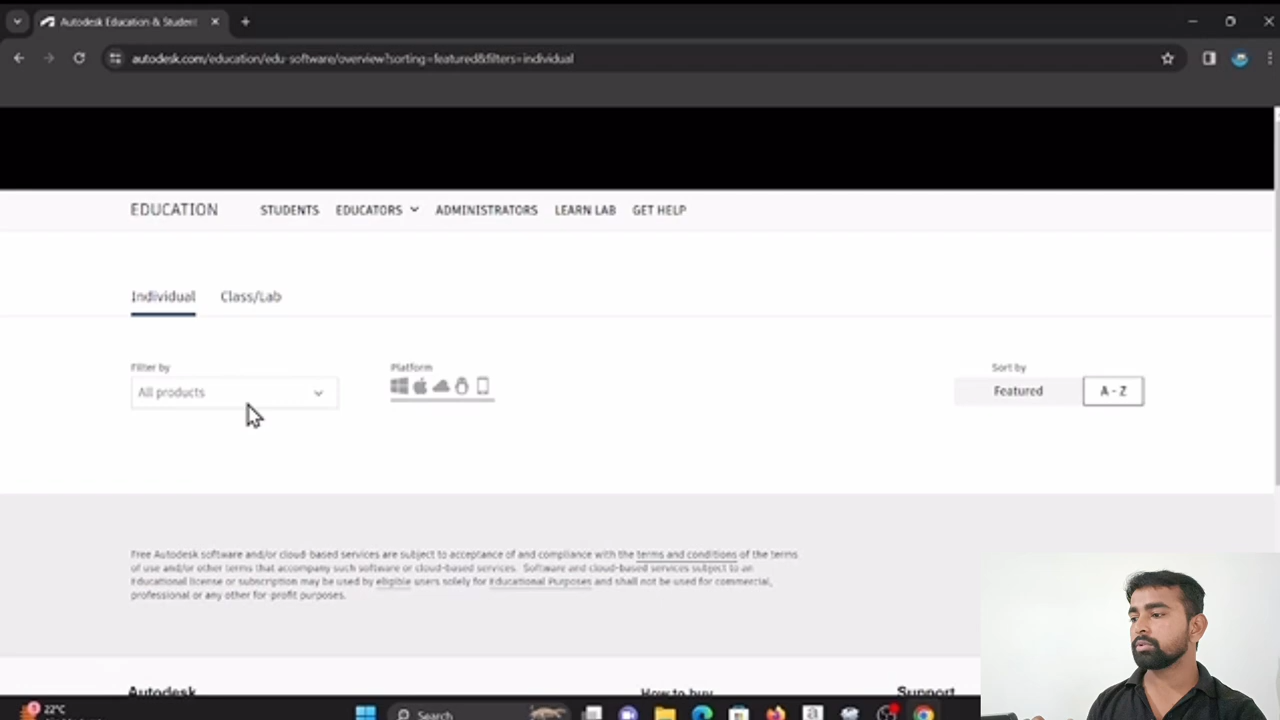 Autodesk Education & Student
autodesk.com/education/edu-software/overview?sorting=featured&filters=individual
EDUCATION STUDENTS EDUCATORS ADMINISTRATORS LEARN LAB GET HELP
Individual Class/Lab
Filter by Platform Sort by
All products Featured A - Z
Free Autodesk software and/or cloud-based services are subject to acceptance of and compliance with the terms and conditions of the terms
of use and/or other terms that accompany such software or cloud-based services. Software and cloud-based services subject to an
Educational license or subscription may be used by eligible users solely for Educational Purposes and shall not be used for commercial,
professional or any other for-profit purposes.
Autodesk How to buy Support
22°C
Search